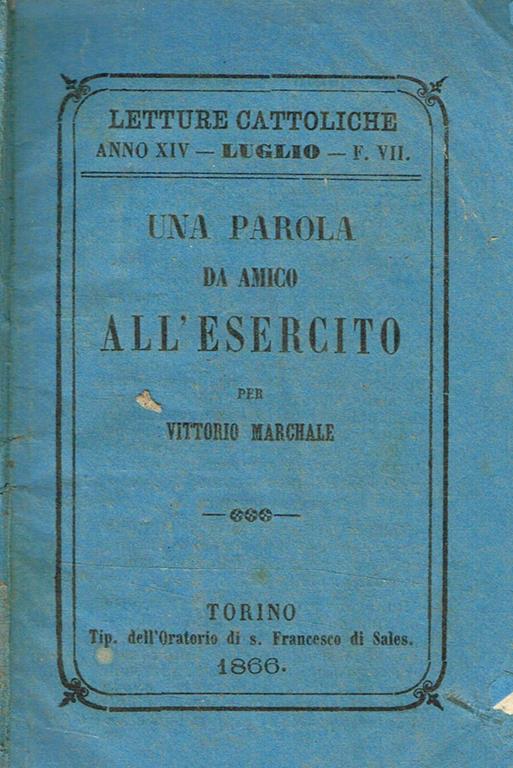 LETTURE CATTOLICHE
ANNO XIV — LUGLIO — F. VII.
UNA PAROLA
DA AMICO
ALL'ESERCITO
PER
VITTORIO MARCHALE
TORINO
Tip. dell'Oratorio di s. Francesco di Sales.
1866.